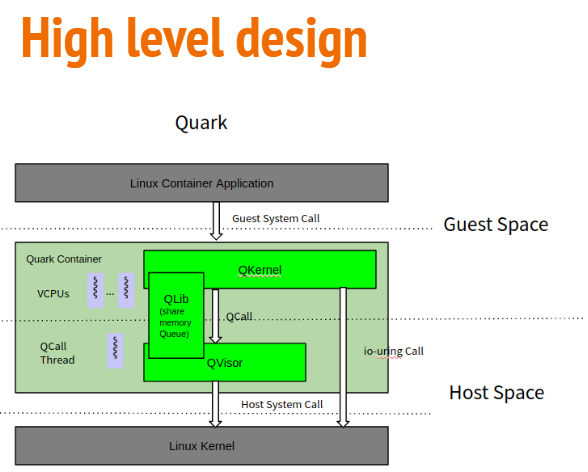 High level design
Quark
Linux Container Application
Guest System Call
Guest Space
Quark Container
QKernel
VCPUs
...
QLib
(share
memory
Queue)
QCall
QCall
Thread
io-uring Call
QVisor
Host Space
Host System Call
Linux Kernel